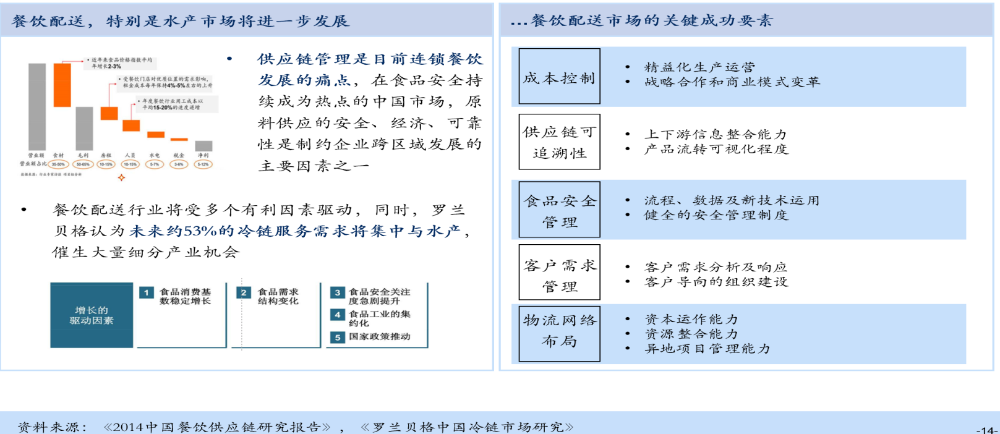 餐饮配送，特别是水产市场将进一步发展
• 近年来食品价格指数平均
年增长2-3%
• 受餐饮门店对优质位置的需求影响，
租金成本每年保持4%-5%左右的上升
• 年度餐饮行业用工成本以
平均15-20%的速度递增
营业额 食材 毛利 房租 人员 水电 税金 净利
营业额占比 35-50% 50-65% 10-15% 10-15% 5-7% 3-6% 5-12%
数据来源：行业专家访谈 项目组分析
• 供应链管理是目前连锁餐饮
发展的痛点，在食品安全持
续成为热点的中国市场，原
料供应的安全、经济、可靠
性是制约企业跨区域发展的
主要因素之一
• 餐饮配送行业将受多个有利因素驱动，同时，罗兰
贝格认为未来约53%的冷链服务需求将集中与水产，
催生大量细分产业机会
增长的
驱动因素
1 食品消费基
数稳定增长
2 食品需求
结构变化
3 食品安全关注
度急剧提升
4 食品工业的集
约化
5 国家政策推动
…餐饮配送市场的关键成功要素
成本控制
• 精益化生产运营
• 战略合作和商业模式变革
供应链可
追溯性
• 上下游信息整合能力
• 产品流转可视化程度
食品安全
管理
• 流程、数据及新技术运用
• 健全的安全管理制度
客户需求
管理
• 客户需求分析及响应
• 客户导向的组织建设
物流网络
布局
• 资本运作能力
• 资源整合能力
• 异地项目管理能力
资料来源：《2014中国餐饮供应链研究报告》，《罗兰贝格中国冷链市场研究》
-14-